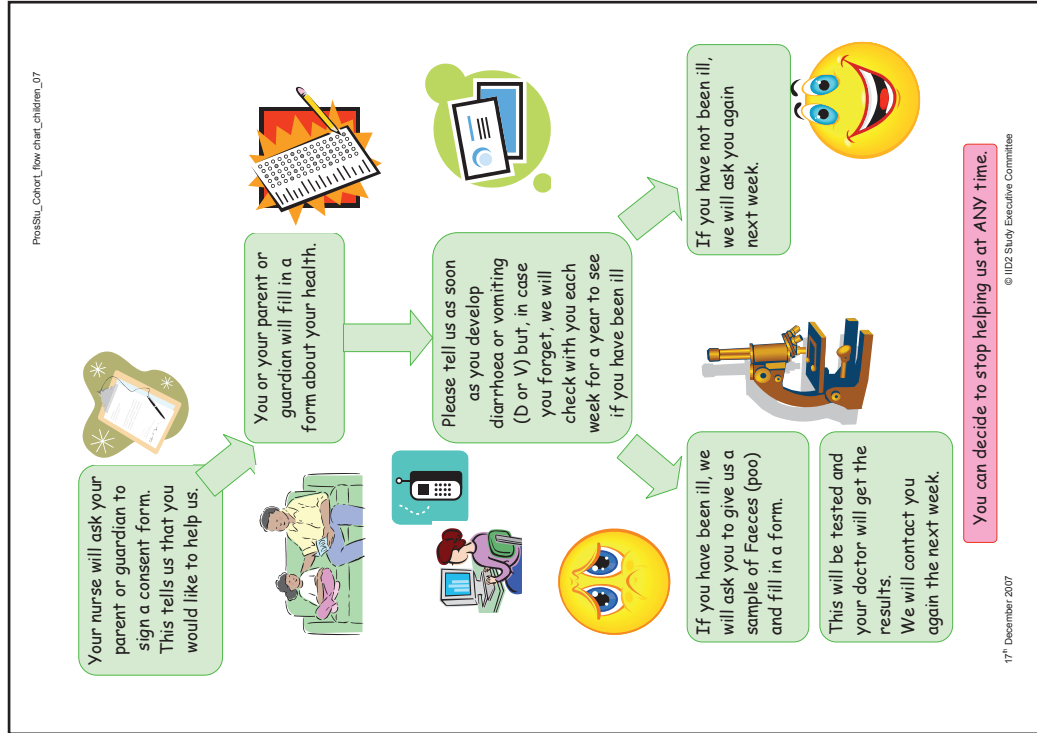 ProsStu_Cohort_flow chart_children_07
Your nurse will ask your
parent or guardian to
sign a consent form.
This tells us that you
would like to help us.
You or your parent or
guardian will fill in a
form about your health.
Please tell us as soon
as you develop
diarrhoea or vomiting
(D or V) but, in case
you forget, we will
check with you each
week for a year to see
if you have been ill
If you have been ill, we
will ask you to give us a
sample of Faeces (poo)
and fill in a form.
If you have not been ill,
we will ask you again
next week.
This will be tested and
your doctor will get the
results.
We will contact you
again the next week.
You can decide to stop helping us at ANY time.
17th December 2007
© IID2 Study Executive Committee